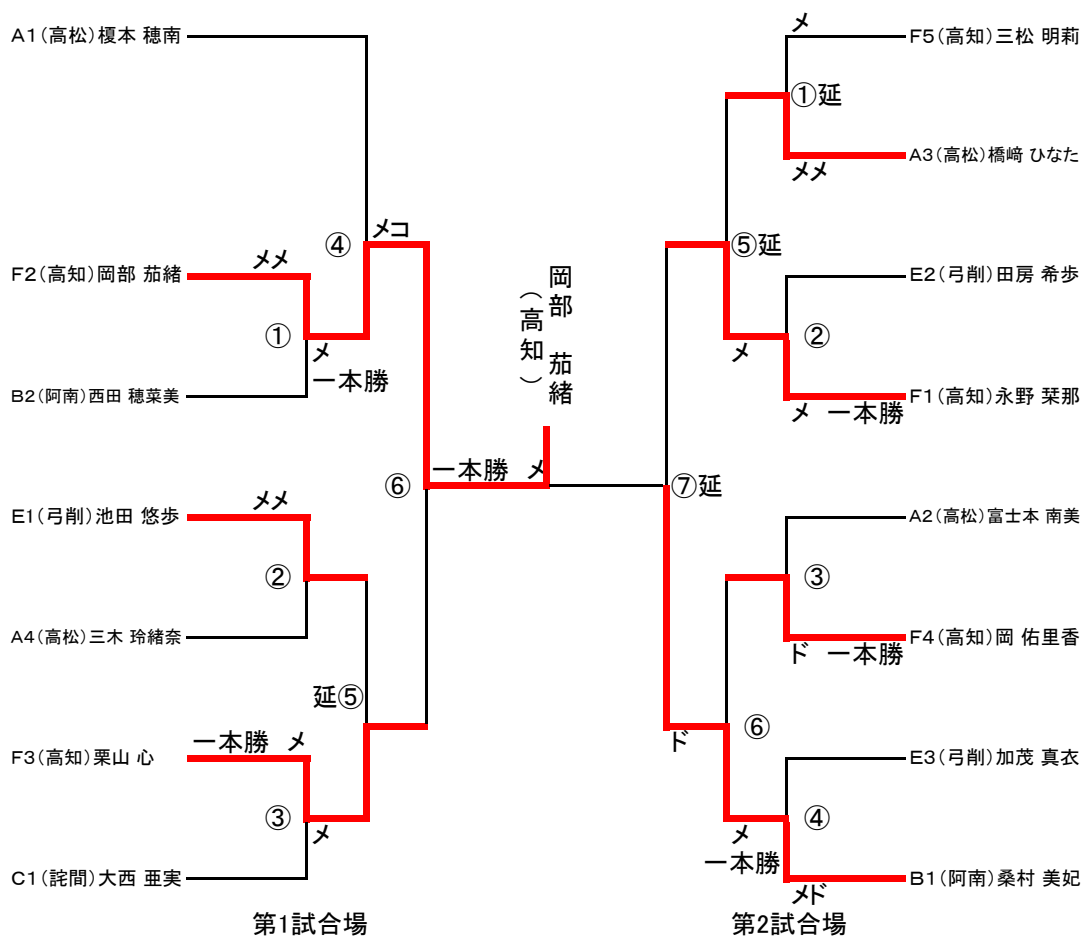 A1(高松)榎本 穂南
F2(高知)岡部 茄緒
B2(阿南)西田 穂菜美
E1(弓削)池田 悠歩
A4(高松)三木 玲緒奈
F3(高知)栗山 心
C1(詫間)大西 亜実
メメ
①
メ
一本勝
④
メコ
メメ
②
延⑤
一本勝 メ
③
メ
⑥
一本勝 メ
岡部 茄緒
(高知)
メ
①延
メメ
⑤延
メ
②
メ 一本勝
⑦延
③
ド 一本勝
ド
⑥
メ
一本勝
④
メド
F5(高知)三松 明莉
A3(高松)橋﨑 ひなた
E2(弓削)田房 希歩
F1(高知)永野 栞那
A2(高松)富士本 南美
F4(高知)岡 佑里香
E3(弓削)加茂 真衣
B1(阿南)桑村 美妃
第1試合場
第2試合場